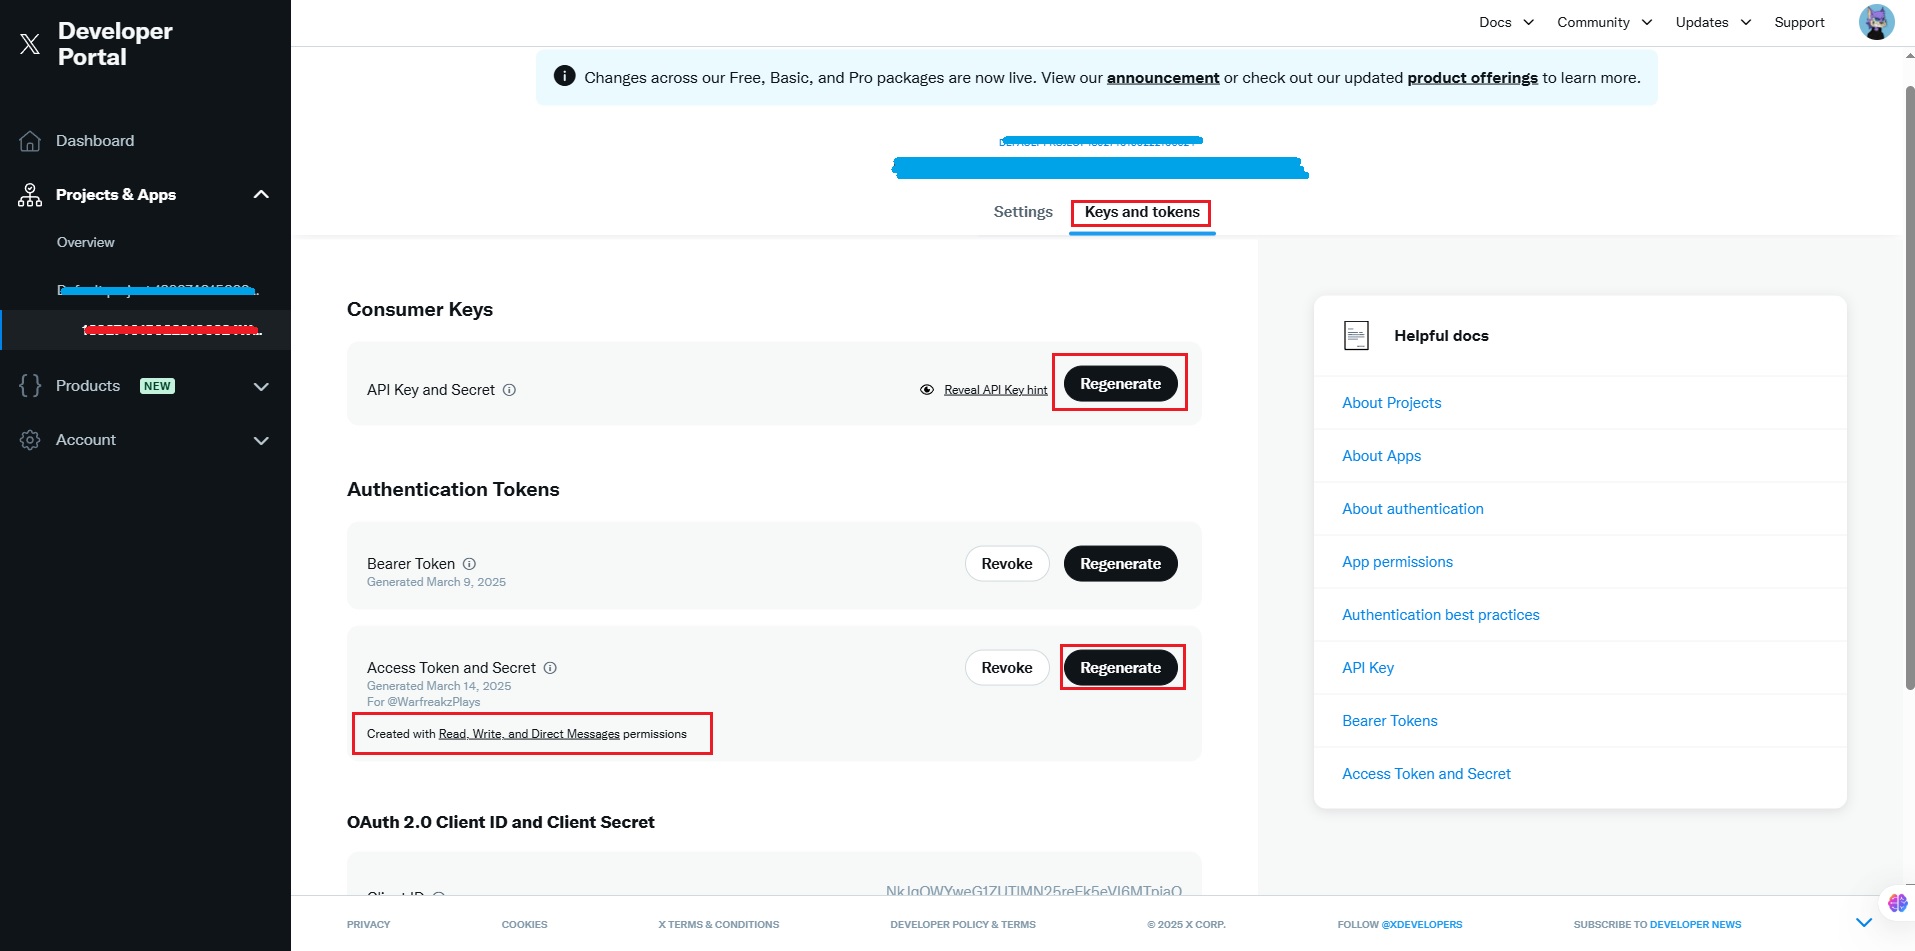 Developer
Portal
Docs
Community
Updates
Support
Changes across our Free, Basic, and Pro packages are now live. View our announcement or check out our updated product offerings to learn more.
Dashboard
Projects & Apps
Overview
Products
NEW
Account
Settings
Keys and tokens
Consumer Keys
API Key and Secret
Reveal API Key hint
Regenerate
Authentication Tokens
Bearer Token
Generated March 9, 2025
Revoke
Regenerate
Access Token and Secret
Generated March 14, 2025
For @WarfreakzPlays
Created with Read, Write, and Direct Messages permissions
Revoke
Regenerate
OAuth 2.0 Client ID and Client Secret
Client ID
Helpful docs
About Projects
About Apps
About authentication
App permissions
Authentication best practices
API Key
Bearer Tokens
Access Token and Secret
PRIVACY
COOKIES
X TERMS & CONDITIONS
DEVELOPER POLICY & TERMS
© 2025 X CORP.
FOLLOW @XDEVELOPERS
SUBSCRIBE TO DEVELOPER NEWS